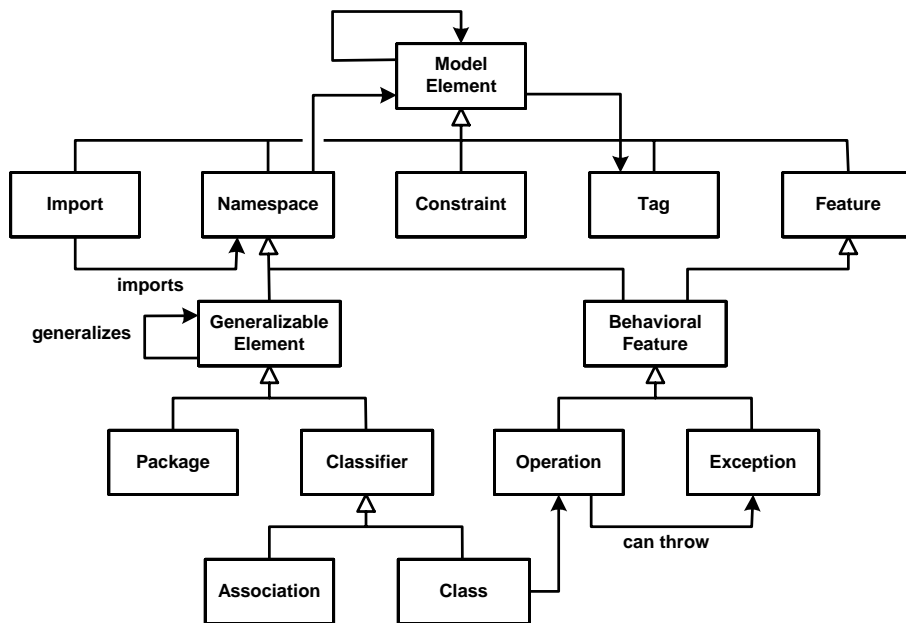 Model
Element
Import
Namespace
Constraint
Tag
Feature
imports
generalizes
Generalizable
Element
Behavioral
Feature
Package
Classifier
Operation
Exception
can throw
Association
Class